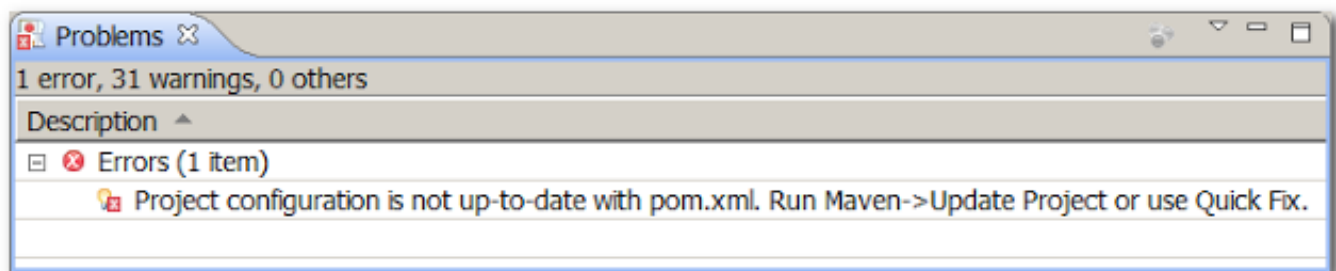 Problems
1 error, 31 warnings, 0 others
Description
Errors (1 item)
Project configuration is not up-to-date with pom.xml. Run Maven->Update Project or use Quick Fix.